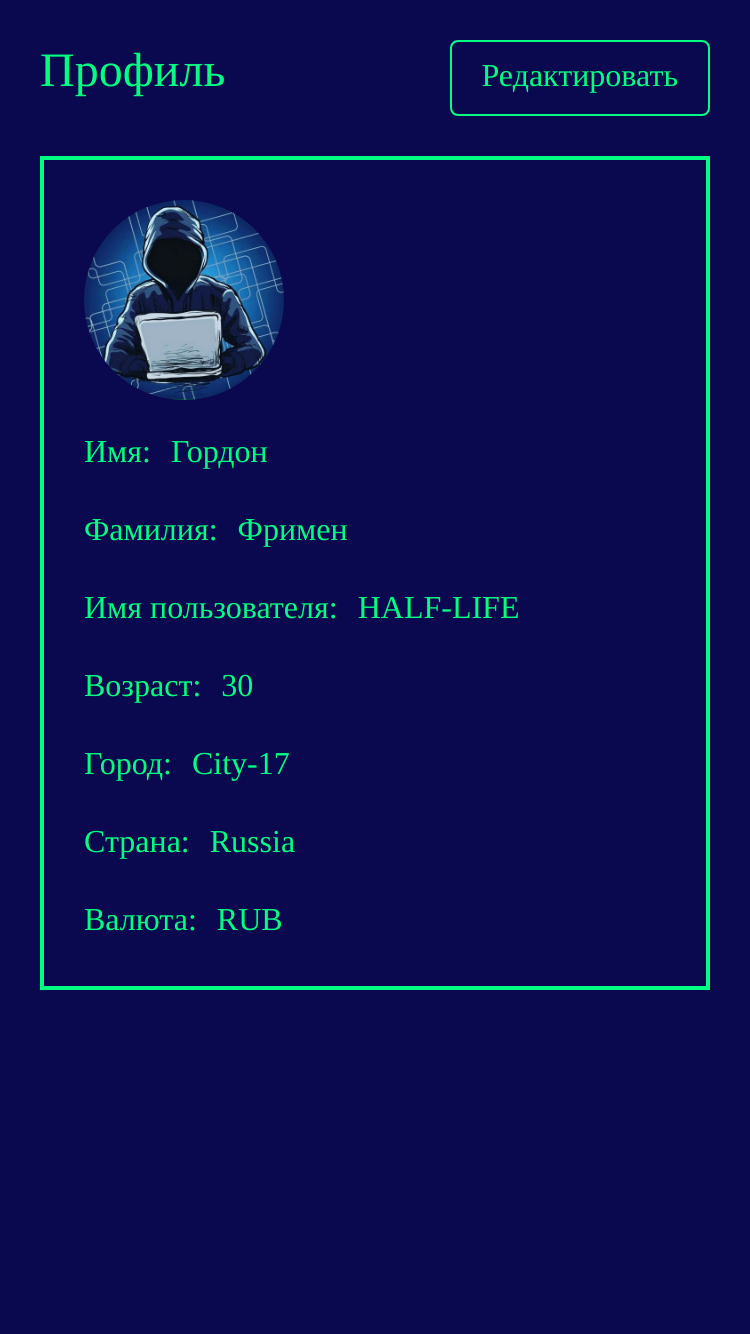 Профиль
Редактировать
Имя: Гордон
Фамилия: Фримен
Имя пользователя: HALF-LIFE
Возраст: 30
Город: City-17
Страна: Russia
Валюта: RUB